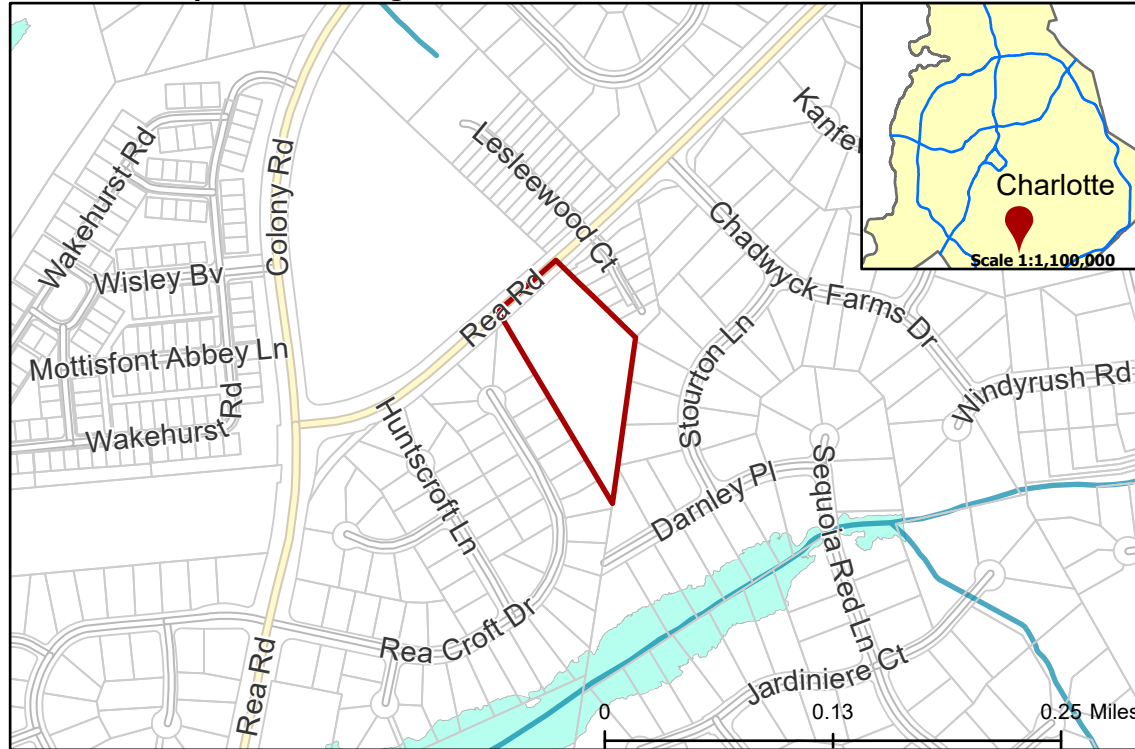 Kanfew
Lesleewood Ct
Wakehurst Rd
Colony Rd
Charlotte
Scale 1:1,100,000
Chadwyck Farms Dr
Wisley Bv
Rea Rd
Stourton Ln
Mottisfont Abbey Ln
Windyrush Rd
Wakehurst Rd
Huntscroft Ln
Darnley Pl
Sequoia Red Ln
Rea Croft Dr
Rea Rd
Jardiniere Ct
0 0.13 0.25 Miles